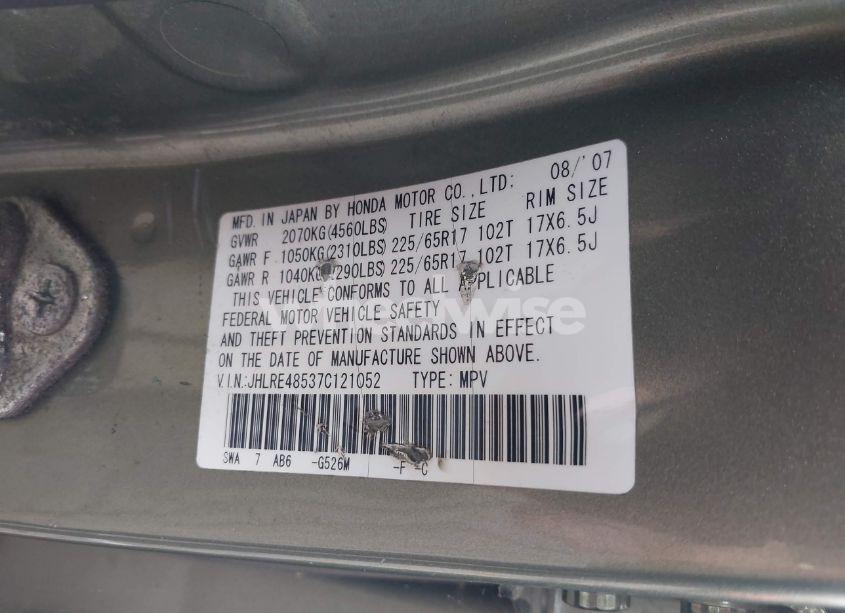 MFD. IN JAPAN BY HONDA MOTOR CO., LTD: 08/'07
GVWR 2070KG(4560LBS) TIRE SIZE RIM SIZE
GAWR F 1050KG(2310LBS) 225/65R17 102T 17X6.5J
GAWR R 1040KG(2290LBS) 225/65R17 102T 17X6.5J
THIS VEHICLE CONFORMS TO ALL APPLICABLE
FEDERAL MOTOR VEHICLE SAFETY
AND THEFT PREVENTION STANDARDS IN EFFECT
ON THE DATE OF MANUFACTURE SHOWN ABOVE.
V.I.N.:JHLRE48537C121052 TYPE: MPV
SWA 7 AB6 -G526M -F -C